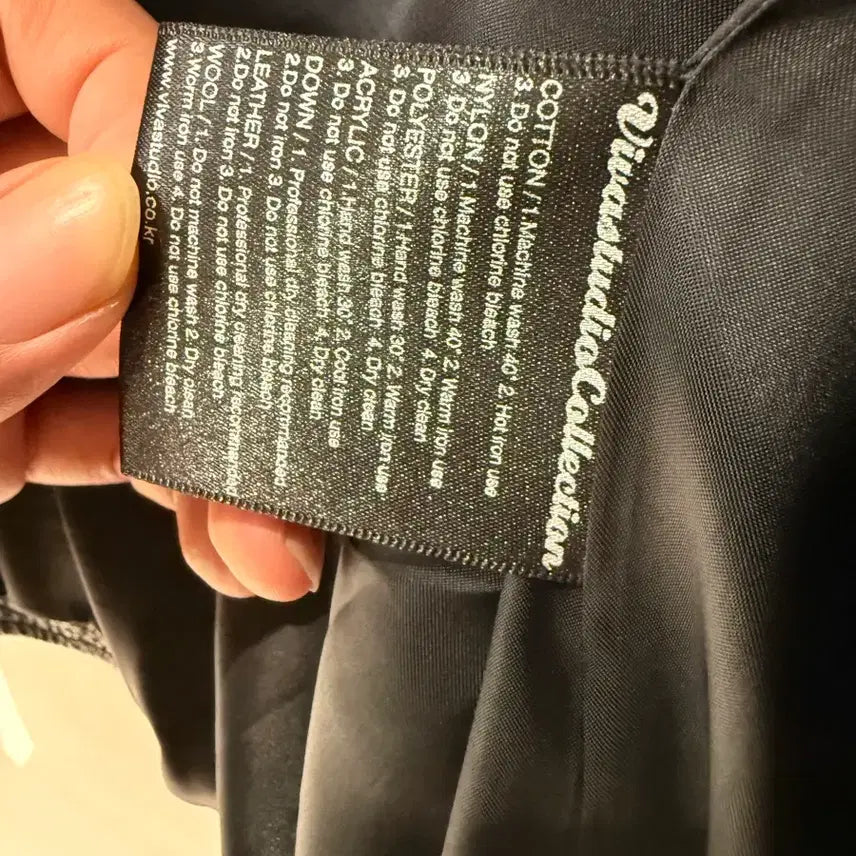 VivastudioCollection
COTTON / 1.Machine wash 40° 2. Hot iron use
3. Do not use chlorine bleach
NYLON / 1.Machine wash 40° 2. Warm iron use
3. Do not use chlorine bleach 4. Dry clean
POLYESTER / 1.Hand wash 30° 2. Warm iron use
3. Do not use chlorine bleach 4. Dry clean
ACRYLIC / 1.Hand wash 30° 2. Cool iron use
3. Do not use chlorine bleach 4. Dry clean
DOWN / 1. Professional dry cleaning recommended
2.Do not iron 3. Do not use chlorine bleach
LEATHER / 1. Professional dry cleaning recommended
2.Do not iron 3. Do not use chlorine bleach
WOOL / 1. Do not machine wash 2. Dry clean
3.Warm iron use 4. Do not use chlorine bleach
www.vivastudio.co.kr